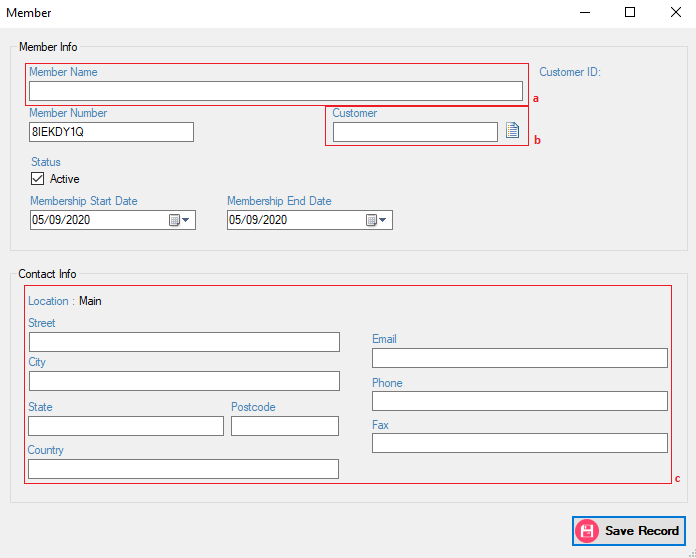 Member
Member Info
Member Name
Customer ID:
a
Member Number
Customer
8IEKDY1Q
b
Status
Active
Membership Start Date
Membership End Date
05/09/2020
05/09/2020
Contact Info
Location : Main
Street
Email
City
Phone
State
Postcode
Fax
Country
c
Save Record